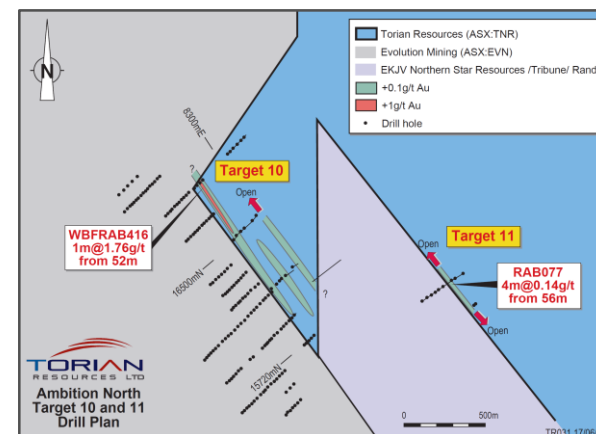 Torian Resources (ASX:TNR)
Evolution Mining (ASX:EVN)
EKJV Northern Star Resources /Tribune/ Rand
+0.1g/t Au
+1g/t Au
Drill hole
N
8300mE
?
Target 10
Open
WBFRAB416
1m@1.76g/t
from 52m
Target 11
Open
RAB077
4m@0.14g/t
from 56m
16500mN
?
Open
15720mN
TORIAN
RESOURCES LTD
Ambition North
Target 10 and 11
Drill Plan
0
500m